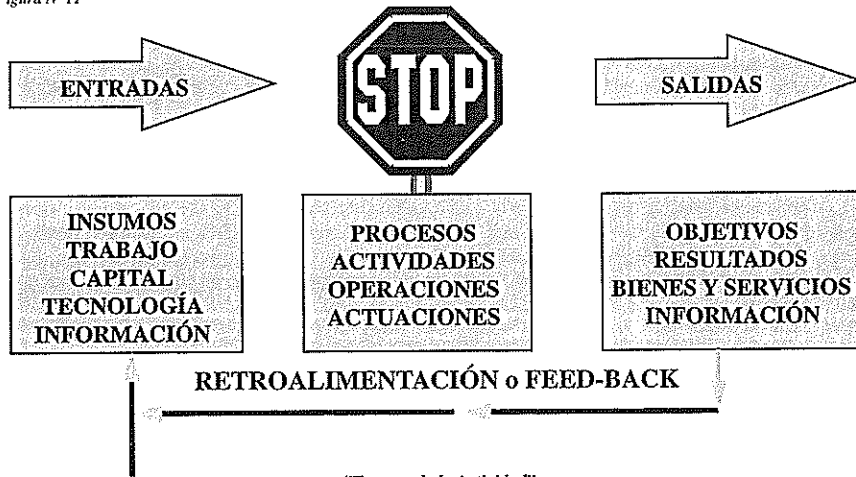 ENTRADAS
STOP
SALIDAS
INSUMOS
TRABAJO
CAPITAL
TECNOLOGÍA
INFORMACIÓN
PROCESOS
ACTIVIDADES
OPERACIONES
ACTUACIONES
OBJETIVOS
RESULTADOS
BIENES Y SERVICIOS
INFORMACIÓN
RETROALIMENTACIÓN o FEED-BACK